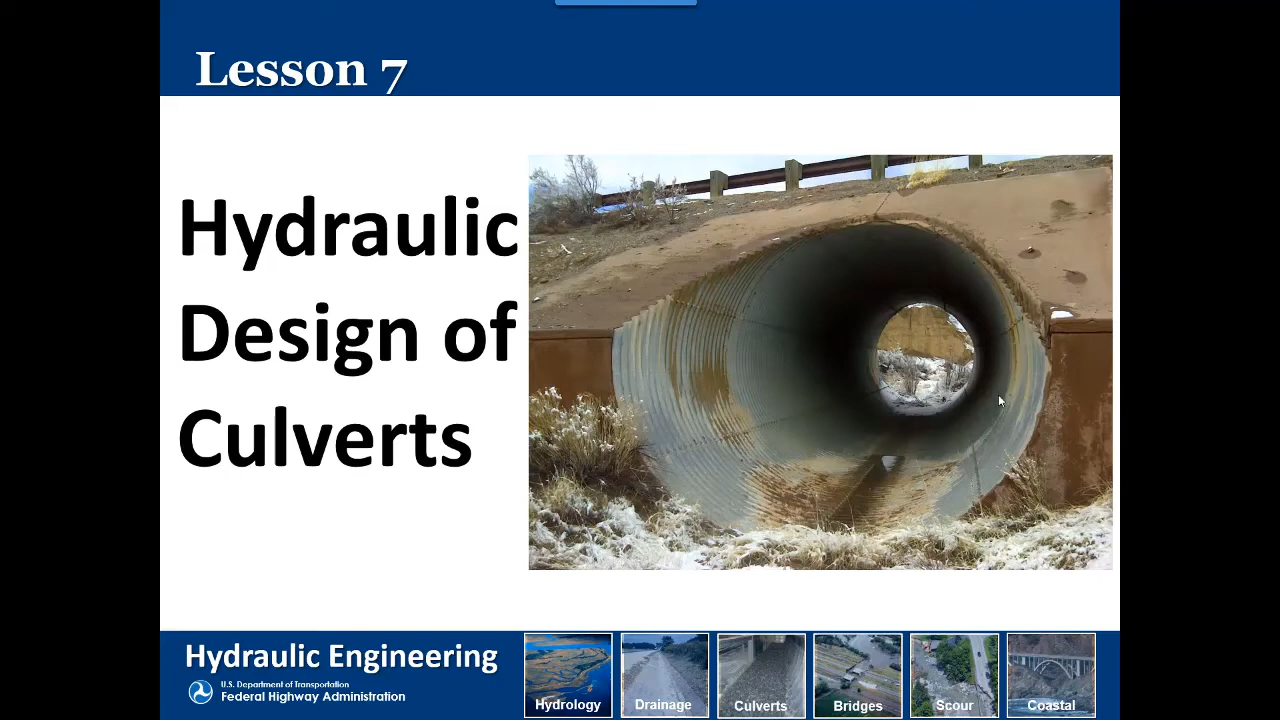 Lesson 7
Hydraulic
Design of
Culverts
Hydraulic Engineering
U.S. Department of Transportation
Federal Highway Administration
Hydrology
Drainage
Culverts
Bridges
Scour
Coastal